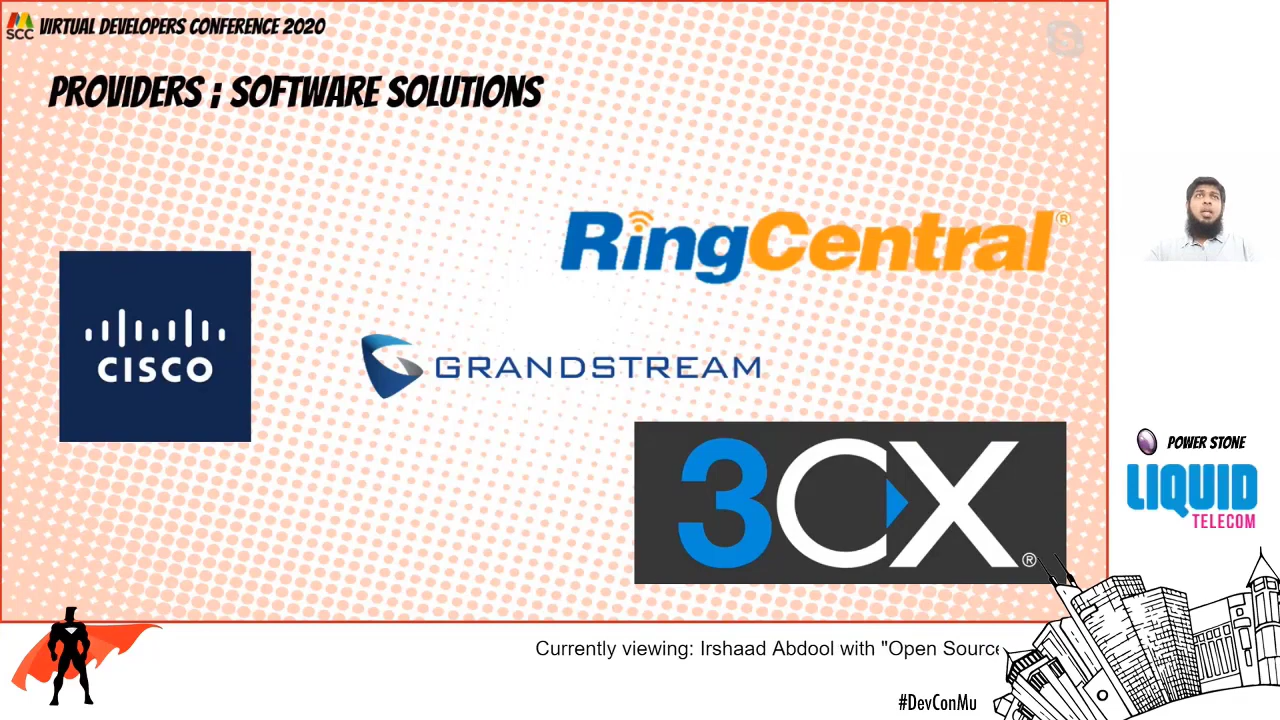 SCC VIRTUAL DEVELOPERS CONFERENCE 2020
PROVIDERS ; SOFTWARE SOLUTIONS
RingCentral®
CISCO
GRANDSTREAM
3CX®
POWER STONE
LIQUID
TELECOM
Currently viewing: Irshaad Abdool with "Open Source
#DevConMu